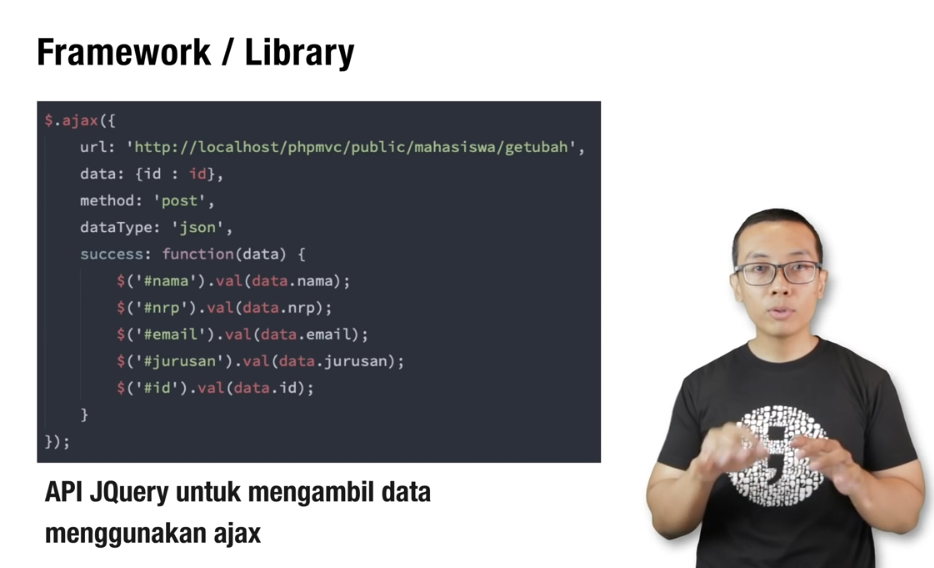 Framework / Library
$.ajax({
url: 'http://localhost/phpmvc/public/mahasiswa/getubah',
data: {id : id},
method: 'post',
dataType: 'json',
success: function(data) {
$('#nama').val(data.nama);
$('#nrp').val(data.nrp);
$('#email').val(data.email);
$('#jurusan').val(data.jurusan);
$('#id').val(data.id);
}
});
API JQuery untuk mengambil data
menggunakan ajax